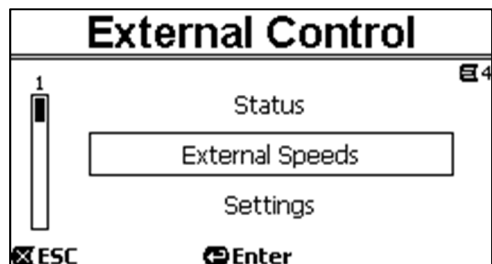 External Control
4
1
Status
External Speeds
Settings
ESC Enter